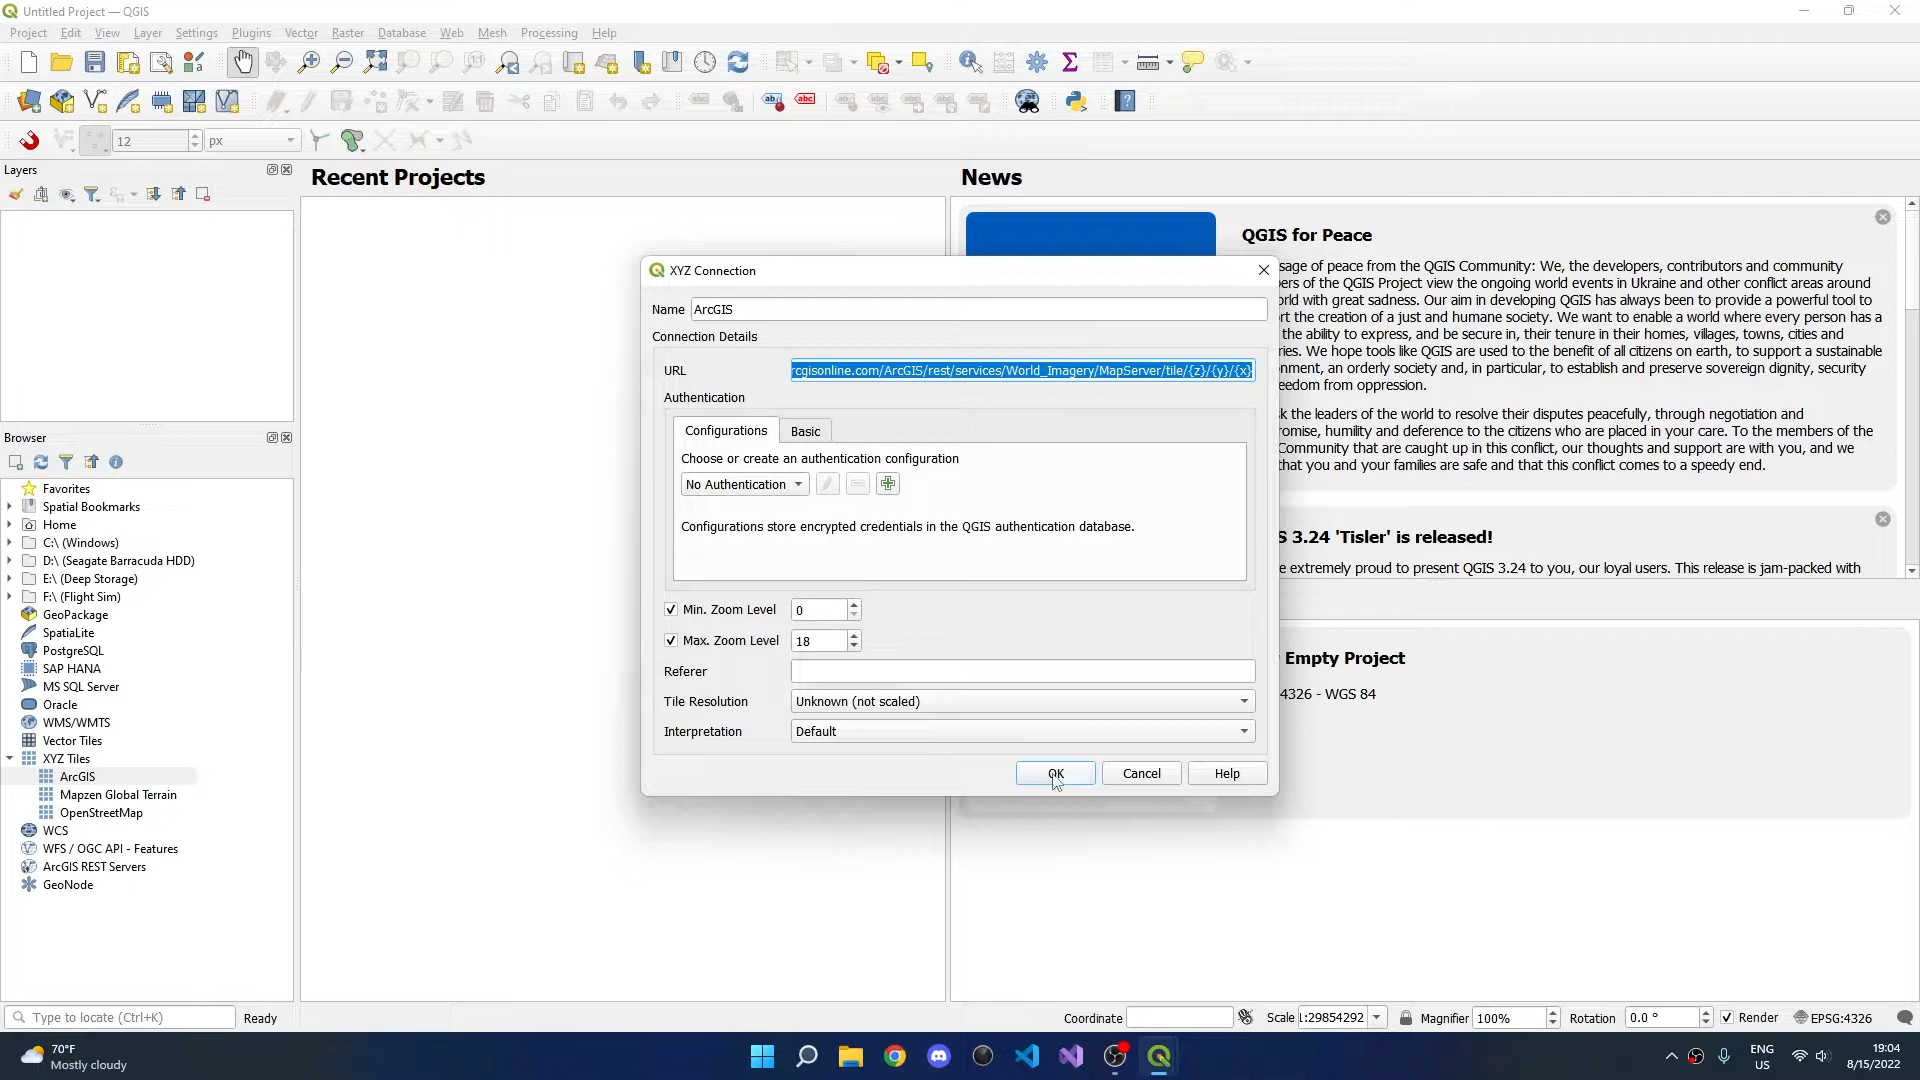 Untitled Project — QGIS
Project Edit View Layer Settings Plugins Vector Raster Database Web Mesh Processing Help
12 px
Layers
Recent Projects
News
QGIS for Peace
sage of peace from the QGIS Community: We, the developers, contributors and community
ers of the QGIS Project view the ongoing world events in Ukraine and other conflict areas around
orld with great sadness. Our aim in developing QGIS has always been to provide a powerful tool to
rt the creation of a just and humane society. We want to enable a world where every person has a
the ability to express, and be secure in, their tenure in their homes, villages, towns, cities and
ries. We hope tools like QGIS are used to the benefit of all citizens on earth, to support a sustainable
nment, an orderly society and, in particular, to establish and preserve sovereign dignity, security
eedom from oppression.
k the leaders of the world to resolve their disputes peacefully, through negotiation and
romise, humility and deference to the citizens who are placed in your care. To the members of the
Community that are caught up in this conflict, our thoughts and support are with you, and we
that you and your families are safe and that this conflict comes to a speedy end.
S 3.24 'Tisler' is released!
e extremely proud to present QGIS 3.24 to you, our loyal users. This release is jam-packed with
Empty Project
4326 - WGS 84
XYZ Connection
Name ArcGIS
Connection Details
URL rcgisonline.com/ArcGIS/rest/services/World_Imagery/MapServer/tile/{z}/{y}/{x}
Authentication
Configurations Basic
Choose or create an authentication configuration
No Authentication
Configurations store encrypted credentials in the QGIS authentication database.
Min. Zoom Level 0
Max. Zoom Level 18
Referer
Tile Resolution Unknown (not scaled)
Interpretation Default
OK Cancel Help
Browser
Favorites
Spatial Bookmarks
Home
C:\ (Windows)
D:\ (Seagate Barracuda HDD)
E:\ (Deep Storage)
F:\ (Flight Sim)
GeoPackage
SpatiaLite
PostgreSQL
SAP HANA
MS SQL Server
Oracle
WMS/WMTS
Vector Tiles
XYZ Tiles
ArcGIS
Mapzen Global Terrain
OpenStreetMap
WCS
WFS / OGC API - Features
ArcGIS REST Servers
GeoNode
Type to locate (Ctrl+K) Ready Coordinate Scale 1:29854292 Magnifier 100% Rotation 0.0 ° Render EPSG:4326
70°F
Mostly cloudy
ENG
US
19:04
8/15/2022